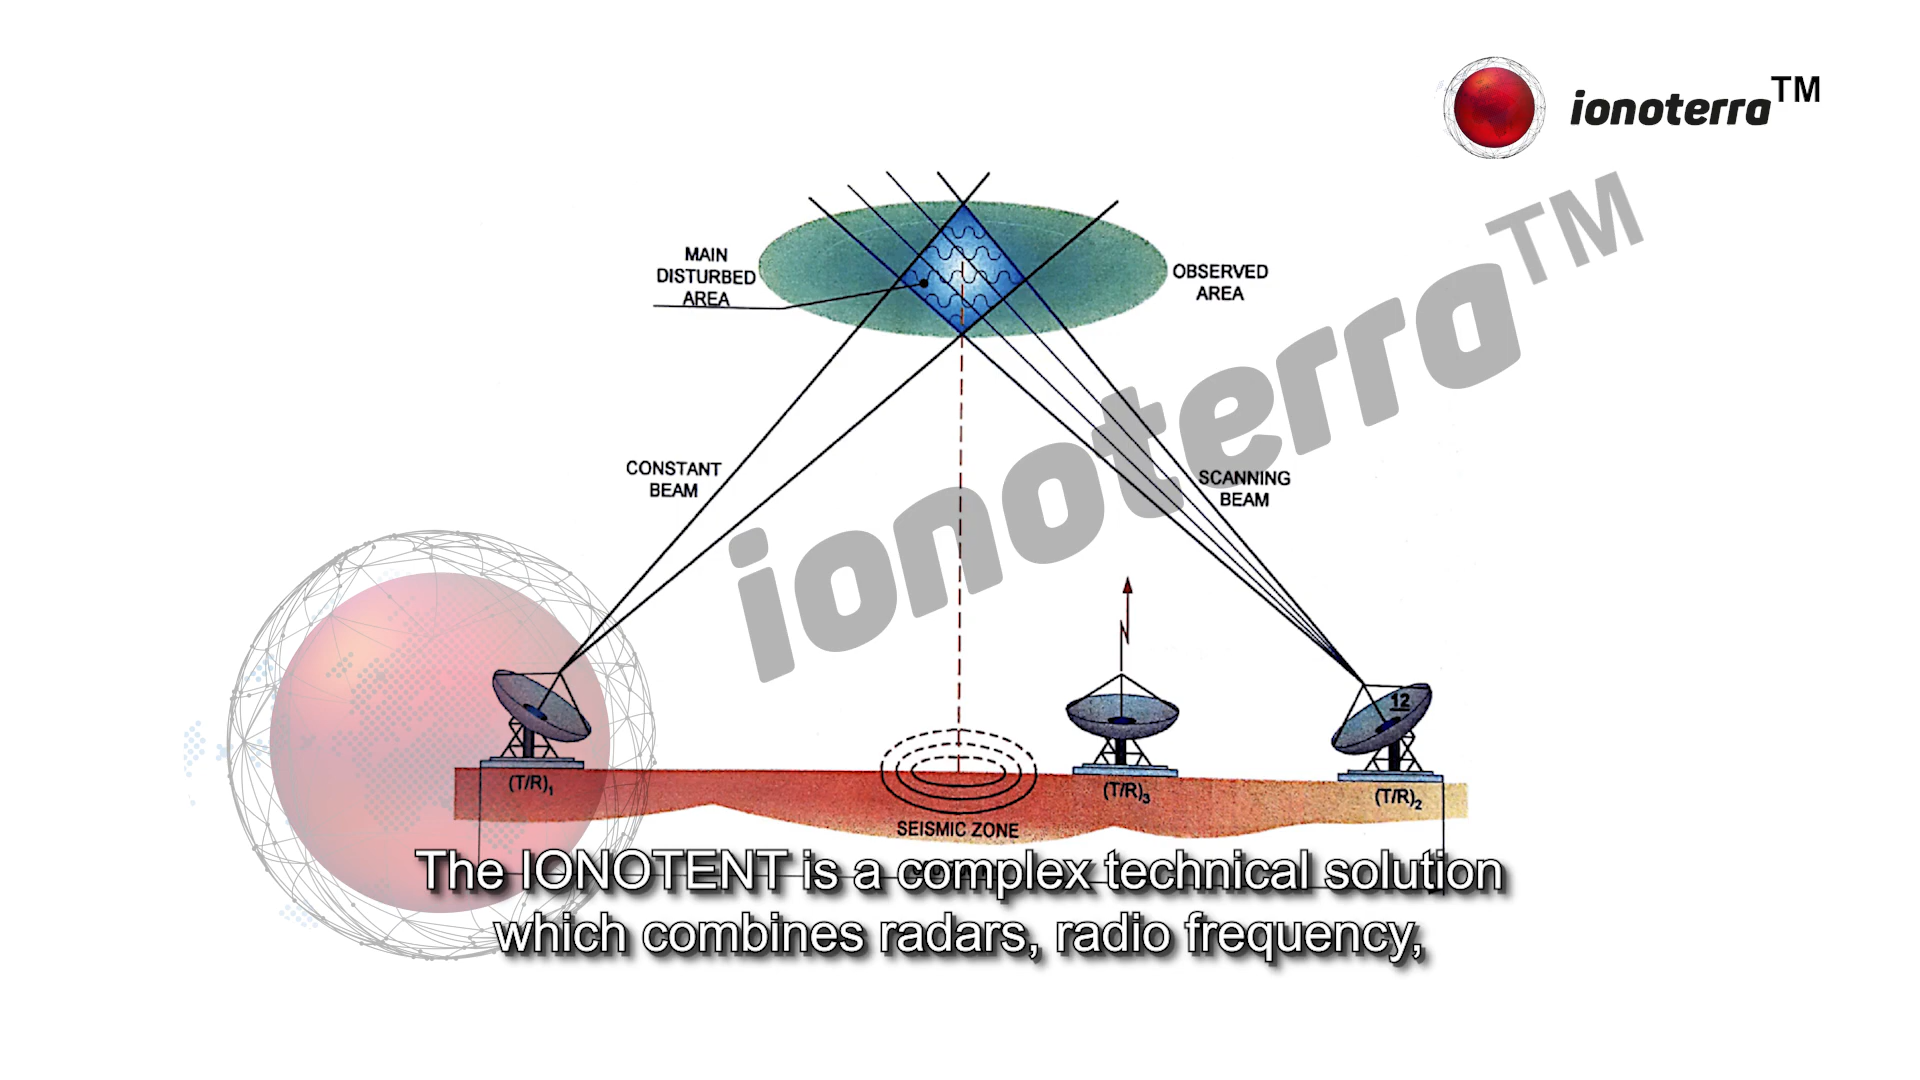 ionoterra™
MAIN
DISTURBED
AREA
OBSERVED
AREA
ionoterra™
CONSTANT
BEAM
SCANNING
BEAM
12
(T/R)₁
(T/R)₃
(T/R)₂
SEISMIC ZONE
The IONOTENT is a complex technical solution
which combines radars, radio frequency,